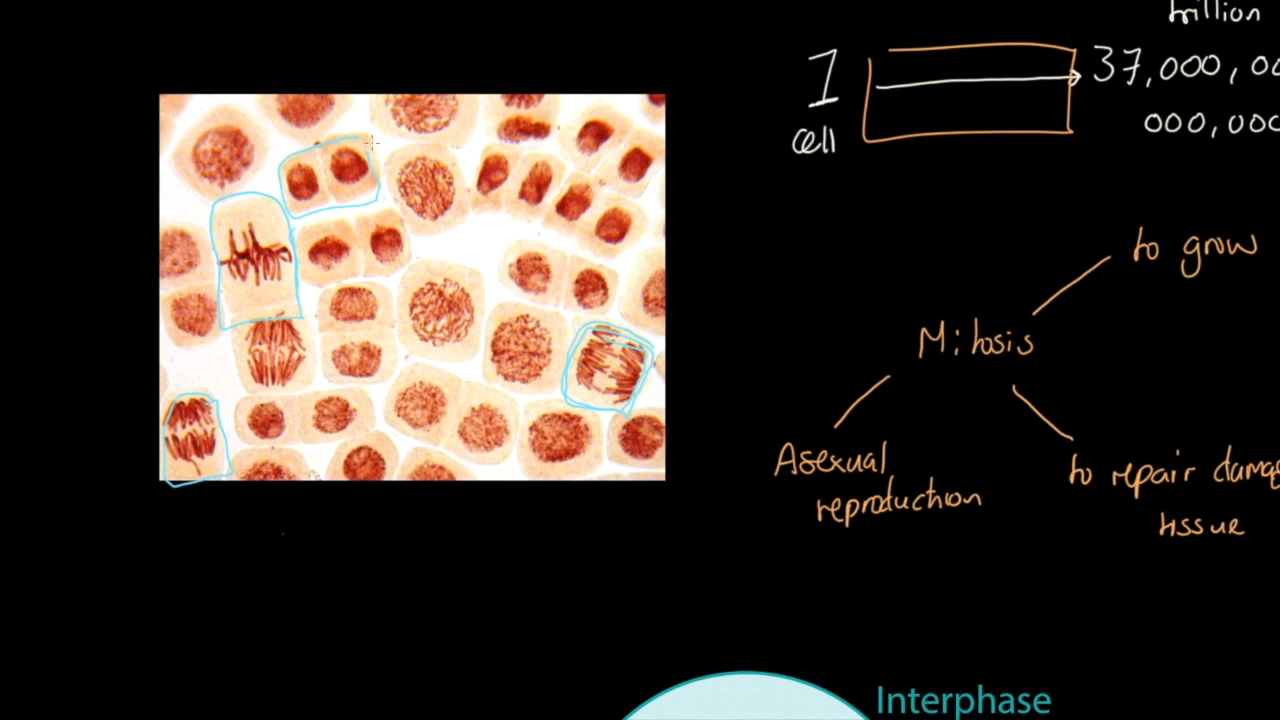 trillion
1
37,000,00
cell
000,000
to grow
Mitosis
Asexual
reproduction
to repair damag
tissue
Interphase